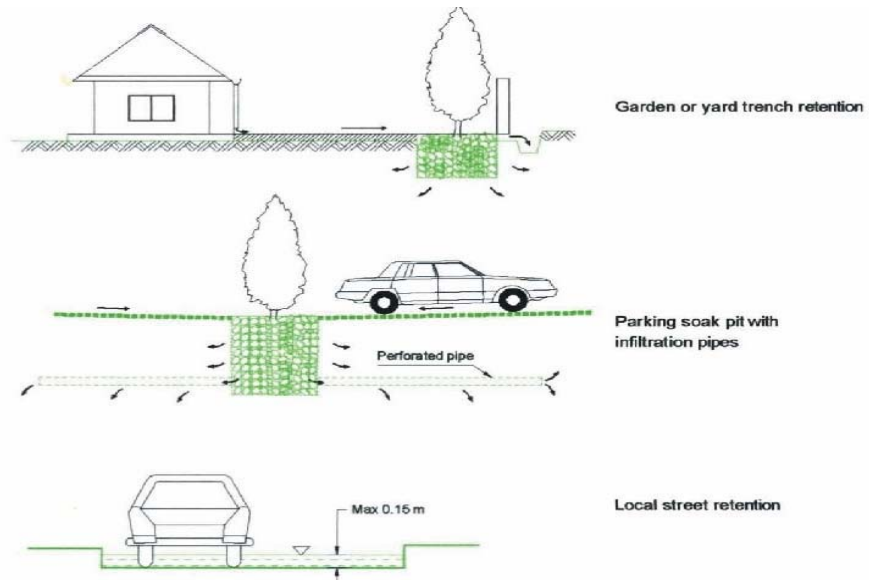 Garden or yard trench retention
Parking soak pit with
infiltration pipes
Perforated pipe
Max 0.15 m
Local street retention